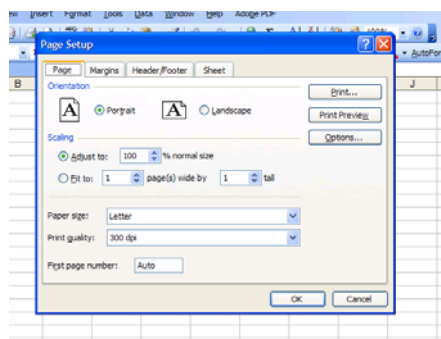 Insert Format Tools Data Window Help Adobe PDF
AutoFor
Page Setup
Page Margins Header/Footer Sheet
B J
Orientation
Print...
A Portrait A Landscape
Print Preview
Scaling
Options...
Adjust to: 100 % normal size
Fit to: 1 page(s) wide by 1 tall
Paper size: Letter
Print quality: 300 dpi
First page number: Auto
OK Cancel